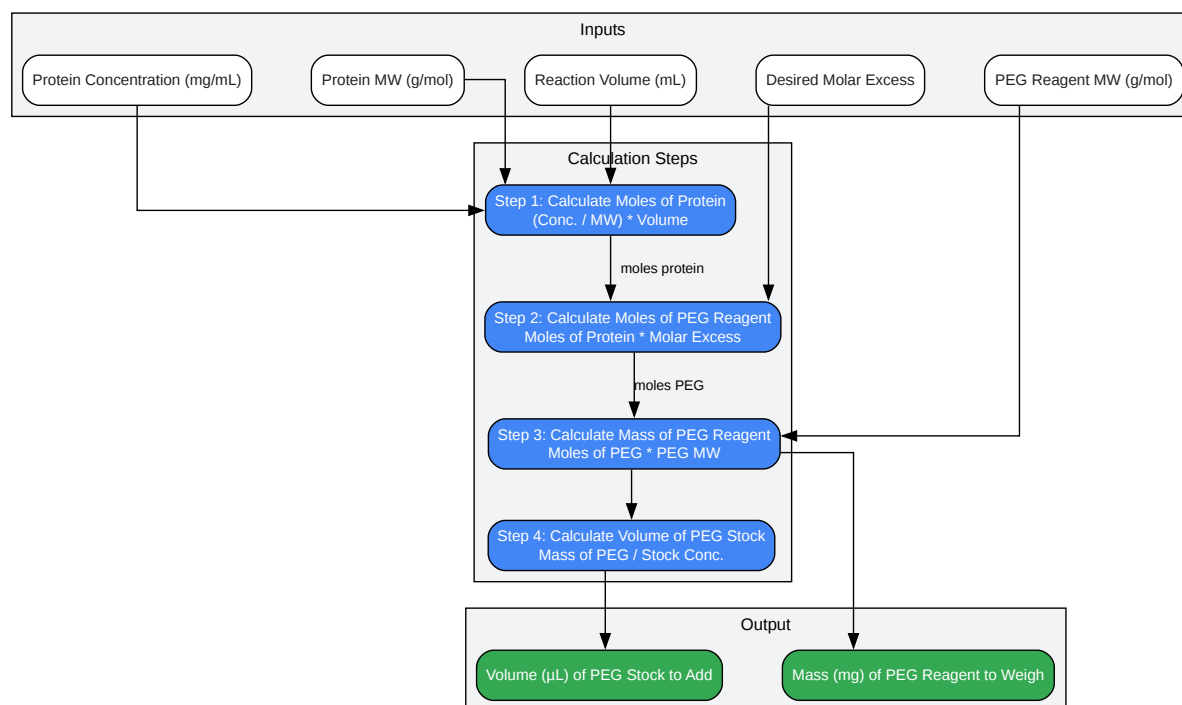 Inputs
Protein Concentration (mg/mL)
Protein MW (g/mol)
Reaction Volume (mL)
Desired Molar Excess
PEG Reagent MW (g/mol)
Calculation Steps
Step 1: Calculate Moles of Protein
(Conc. / MW) * Volume
moles protein
Step 2: Calculate Moles of PEG Reagent
Moles of Protein * Molar Excess
moles PEG
Step 3: Calculate Mass of PEG Reagent
Moles of PEG * PEG MW
Step 4: Calculate Volume of PEG Stock
Mass of PEG / Stock Conc.
Output
Volume (µL) of PEG Stock to Add
Mass (mg) of PEG Reagent to Weigh